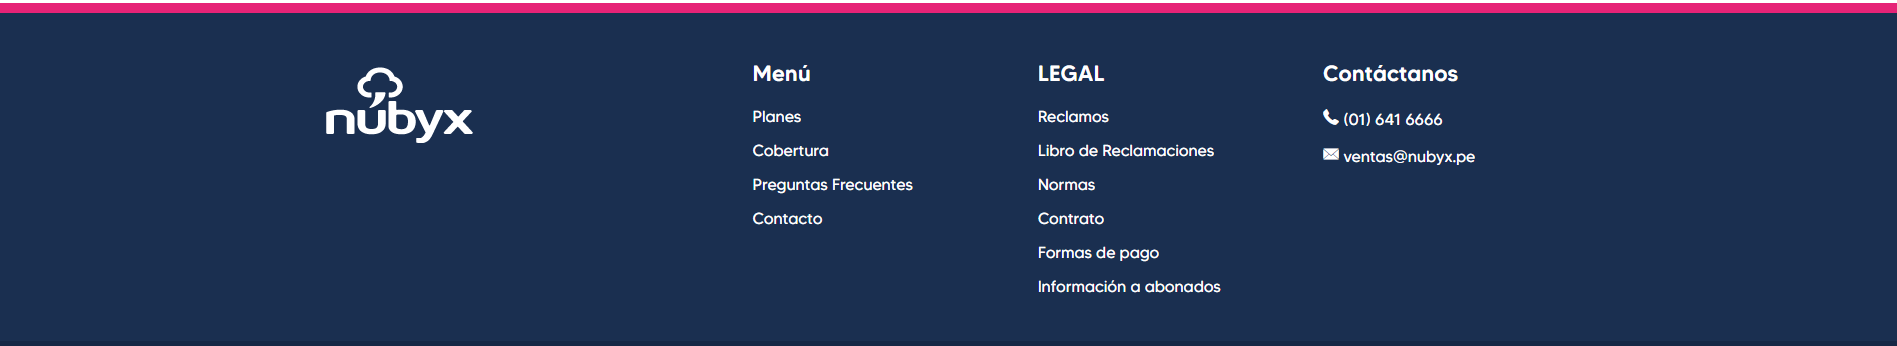 nubyx
Menú
Planes
Cobertura
Preguntas Frecuentes
Contacto
LEGAL
Reclamos
Libro de Reclamaciones
Normas
Contrato
Formas de pago
Información a abonados
Contáctanos
(01) 641 6666
ventas@nubyx.pe